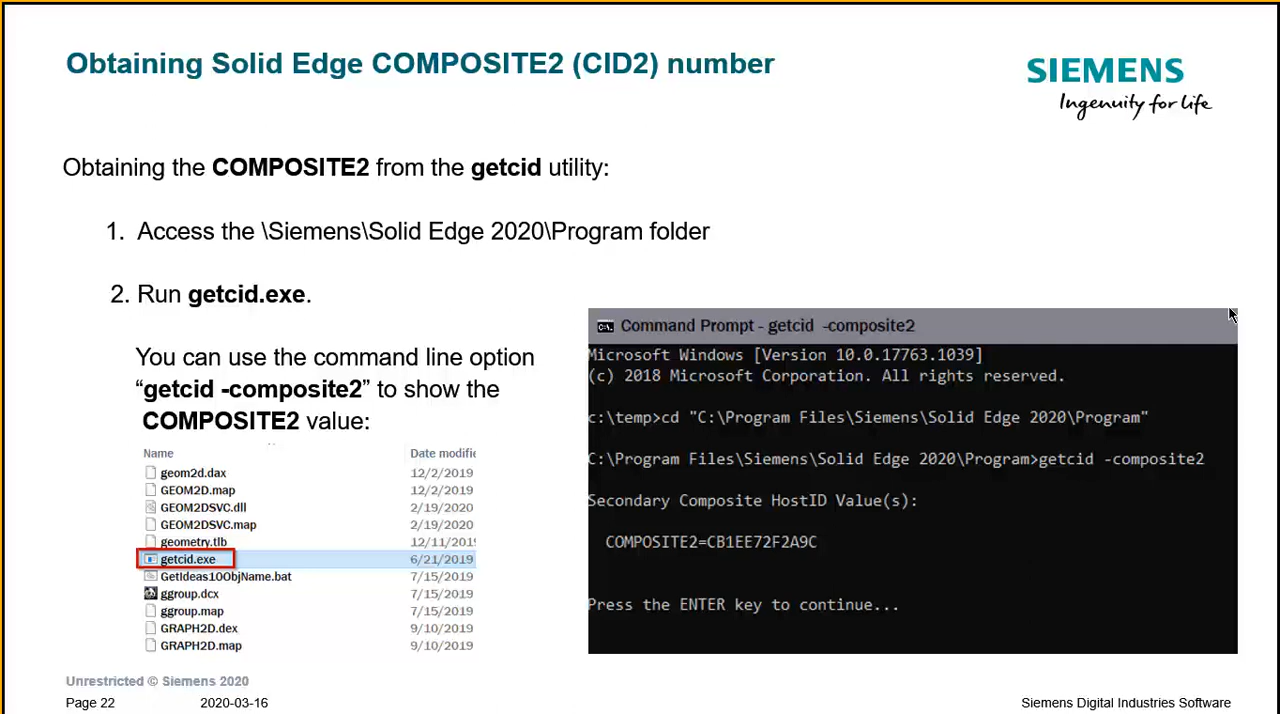 Obtaining Solid Edge COMPOSITE2 (CID2) number
SIEMENS
Ingenuity for life
Obtaining the COMPOSITE2 from the getcid utility:
1. Access the \Siemens\Solid Edge 2020\Program folder
2. Run getcid.exe.
You can use the command line option
“getcid -composite2” to show the
COMPOSITE2 value:
Name Date modifie
geom2d.dax 12/2/2019
GEOM2D.map 12/2/2019
GEOM2DSVC.dll 2/19/2020
GEOM2DSVC.map 2/19/2020
geometry.tlb 12/11/2019
getcid.exe 6/21/2019
GetIdeas10ObjName.bat 7/15/2019
ggroup.dcx 7/15/2019
ggroup.map 7/15/2019
GRAPH2D.dex 9/10/2019
GRAPH2D.map 9/10/2019
Command Prompt - getcid -composite2
Microsoft Windows [Version 10.0.17763.1039]
(c) 2018 Microsoft Corporation. All rights reserved.
c:\temp>cd "C:\Program Files\Siemens\Solid Edge 2020\Program"
C:\Program Files\Siemens\Solid Edge 2020\Program>getcid -composite2
Secondary Composite HostID Value(s):
COMPOSITE2=CB1EE72F2A9C
Press the ENTER key to continue...
Unrestricted © Siemens 2020
Page 22 2020-03-16 Siemens Digital Industries Software